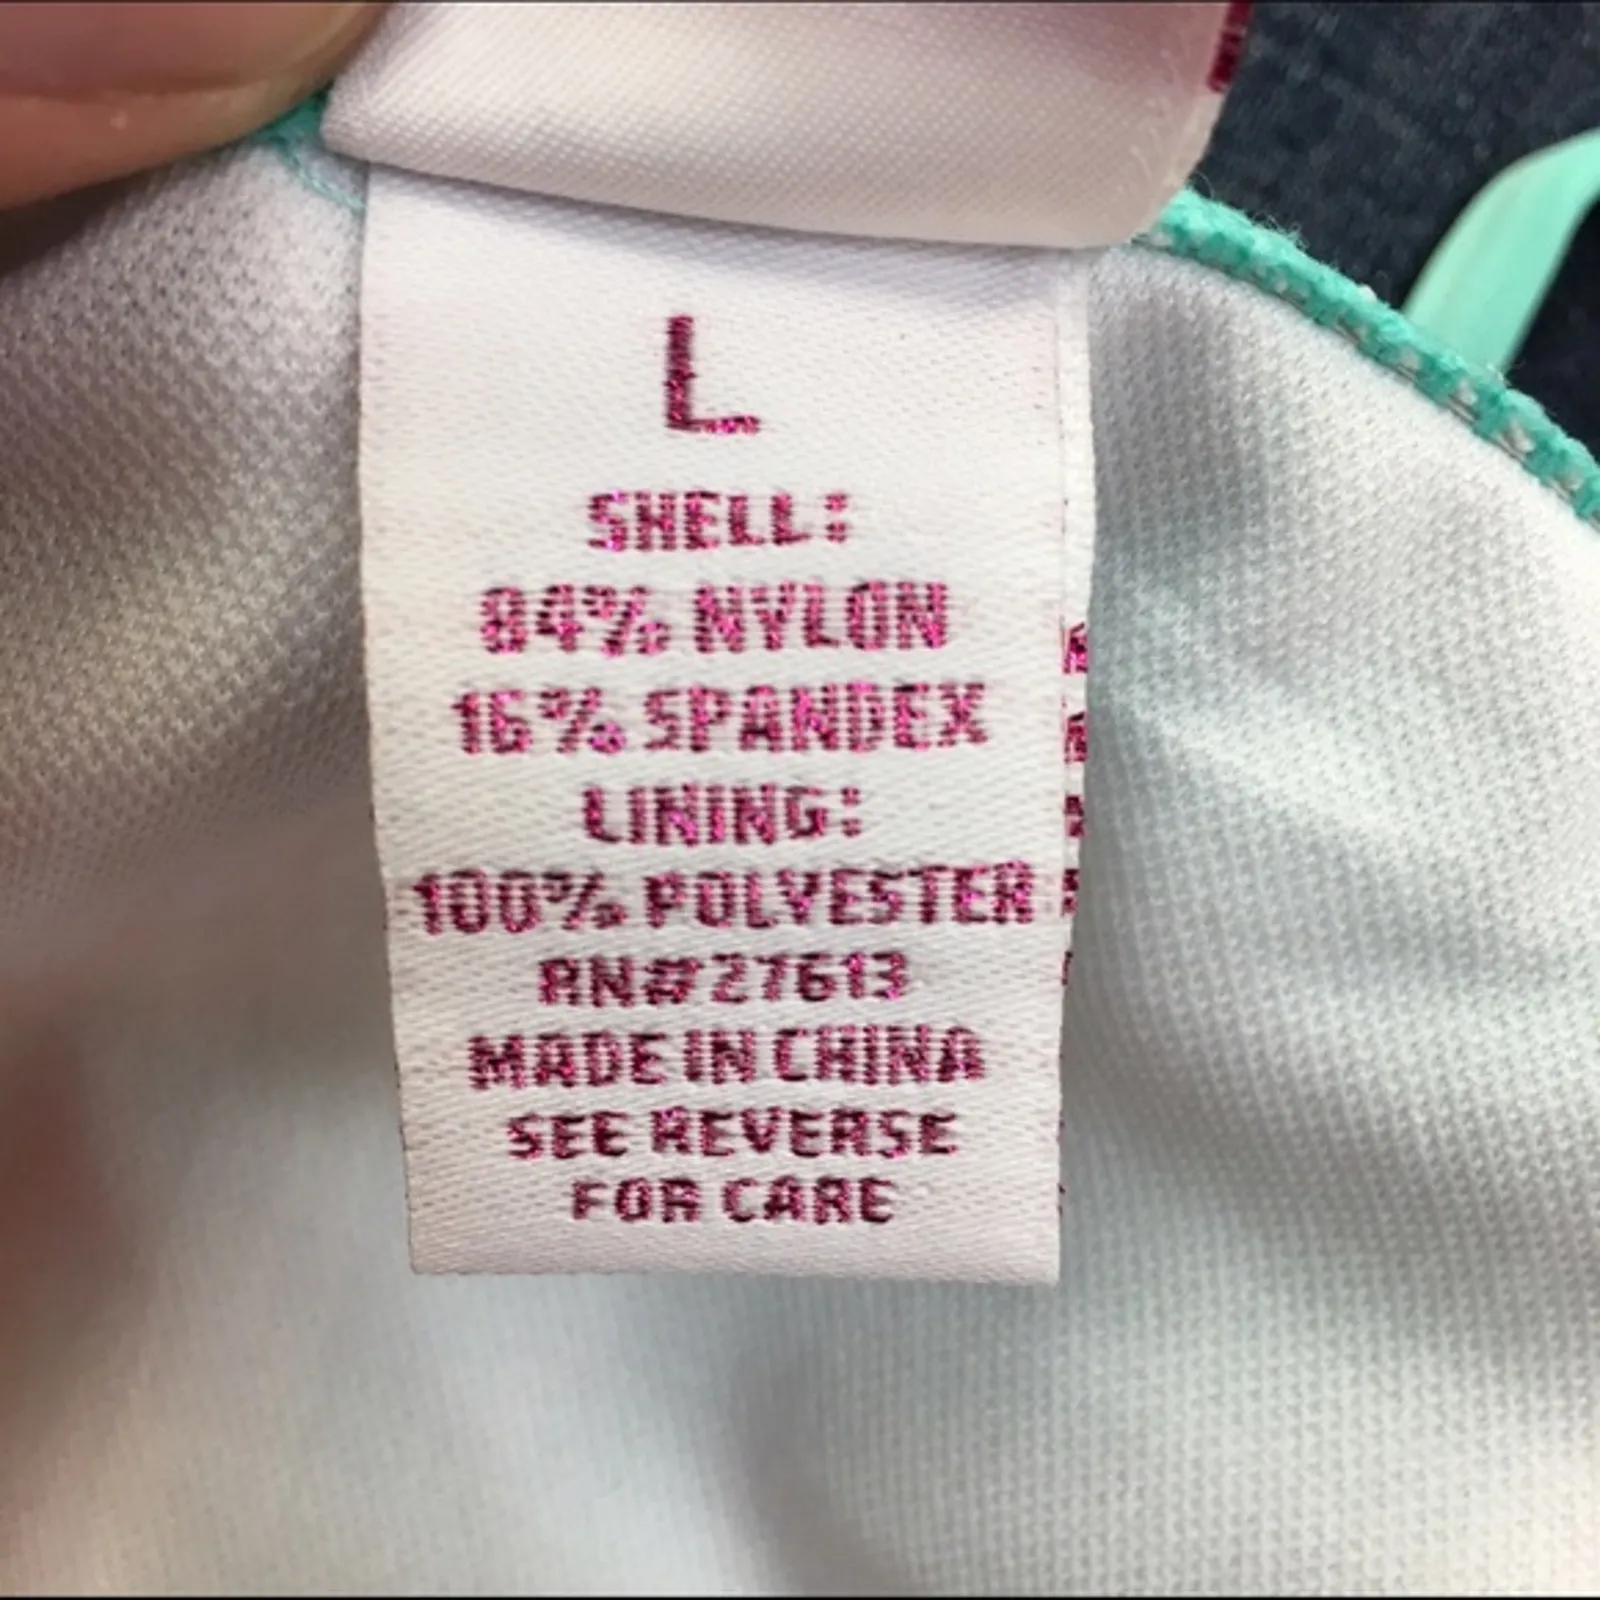 L
SHELL:
84% NYLON
16% SPANDEX
LINING:
100% POLYESTER
RN#27613
MADE IN CHINA
SEE REVERSE
FOR CARE